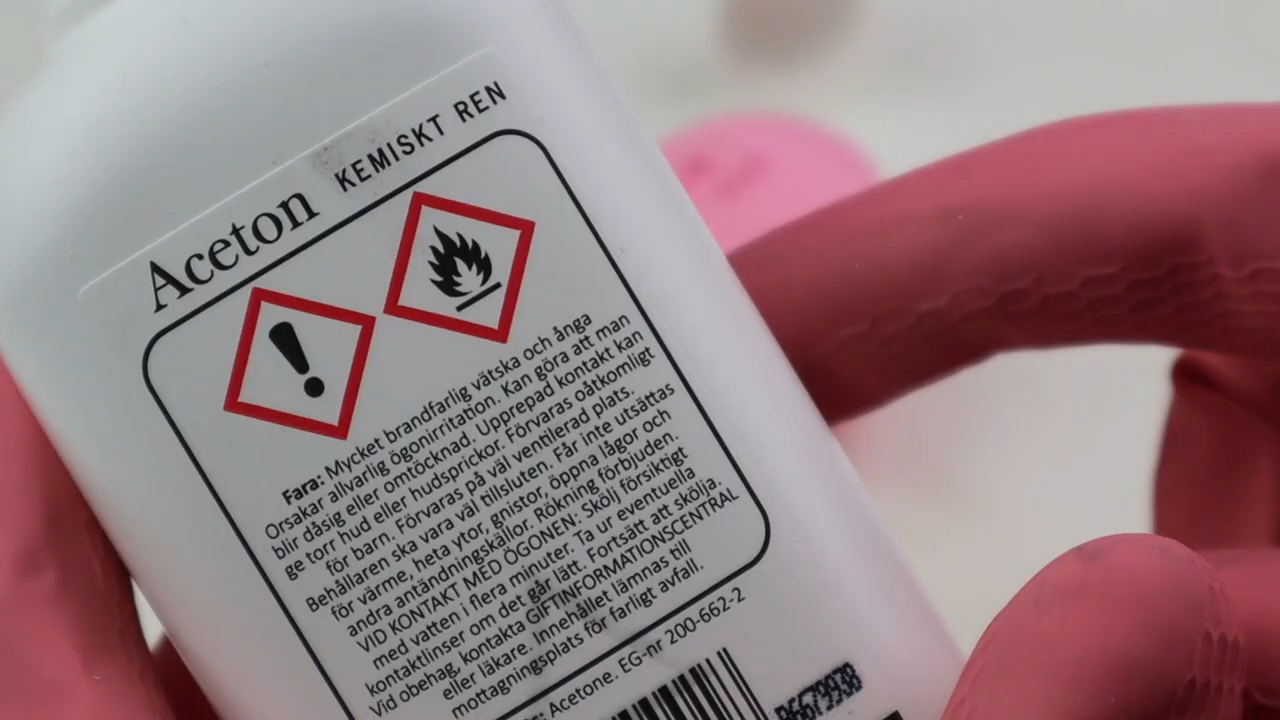 Aceton KEMISKT REN
Fara: Mycket brandfarlig vätska och ånga
Orsakar allvarlig ögonirritation. Kan göra att man
blir dåsig eller omtöcknad. Upprepad kontakt kan
ge torr hud eller hudsprickor. Förvaras oåtkomligt
för barn. Förvaras på väl ventilerad plats.
Behållaren ska vara väl tillsluten. Får inte utsättas
för värme, heta ytor, gnistor, öppna lågor och
andra antändningskällor. Rökning förbjuden.
VID KONTAKT MED ÖGONEN: Skölj försiktigt
med vatten i flera minuter. Ta ur eventuella
kontaktlinser om det går lätt. Fortsätt att skölja.
Vid obehag, kontakta GIFTINFORMATIONSCENTRAL
eller läkare. Innehållet lämnas till
mottagningsplats för farligt avfall.
Acetone. EG-nr 200-662-2